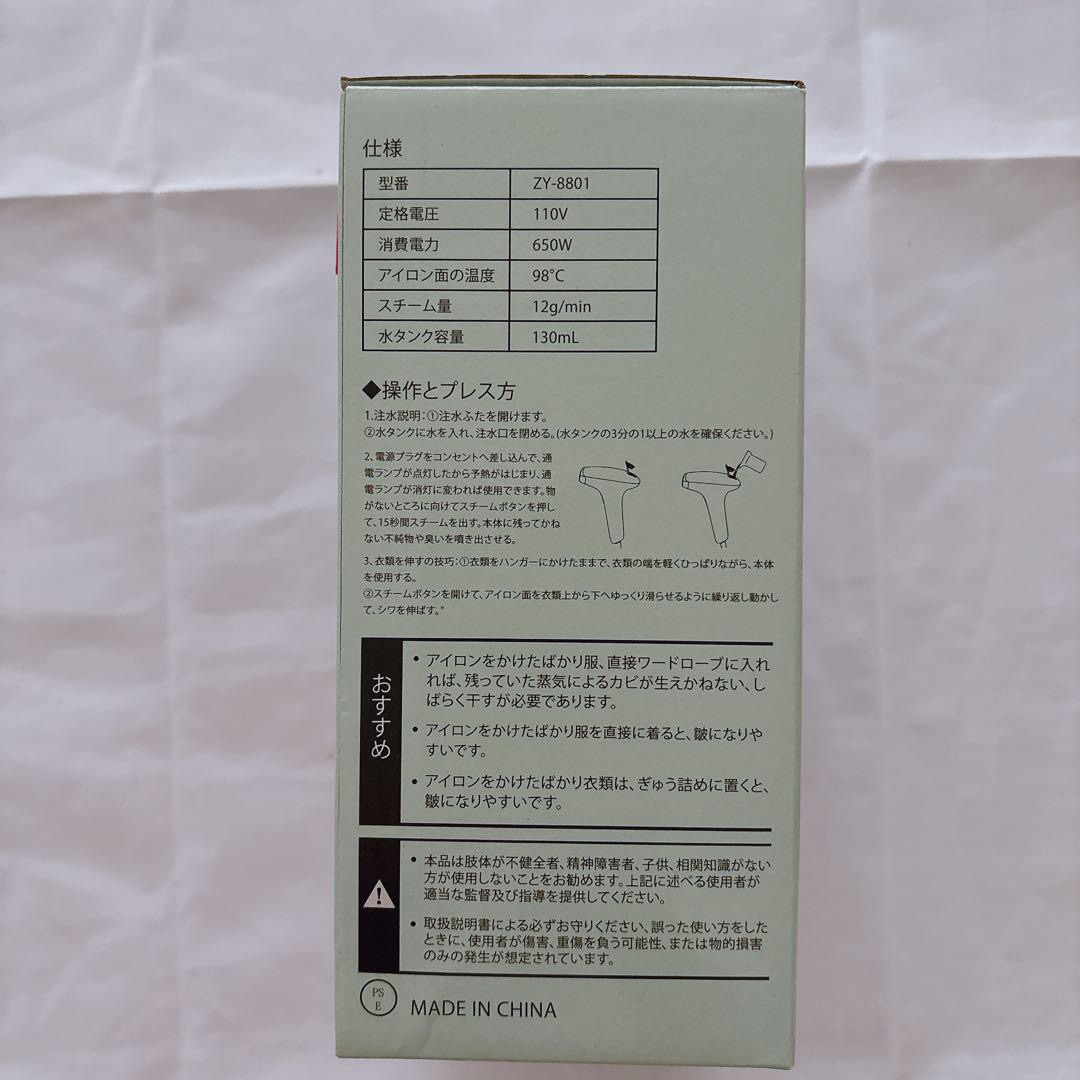 仕様
型番 ZY-8801
定格電圧 110V
消費電力 650W
アイロン面の温度 98°C
スチーム量 12g/min
水タンク容量 130mL
◆操作とプレス方
1.注水説明:①注水ふたを開けます。
②水タンクに水を入れ、注水口を閉める。(水タンクの3分の1以上の水を確保ください。)
2、電源プラグをコンセントへ差し込んで、通
電ランプが点灯したから予熱がはじまり、通
電ランプが消灯に変われば使用できます。物
がないところに向けてスチームボタンを押し
て、15秒間スチームを出す。本体に残ってかね
ない不純物や臭いを噴き出させる。
3、衣類を伸すの技巧:①衣類をハンガーにかけたままで、衣類の端を軽くひっぱりながら、本体
を使用する。
②スチームボタンを開けて、アイロン面を衣類上から下へゆっくり滑らせるように繰り返し動かし
て、シワを伸ばす。"
おすすめ
• アイロンをかけたばかり服、直接ワードローブに入れ
れば、残っていた蒸気によるカビが生えかねない、し
ばらく干すが必要であります。
• アイロンをかけたばかり服を直接に着ると、皺になりや
すいです。
• アイロンをかけたばかり衣類は、ぎゅう詰めに置くと、
皺になりやすいです。
• 本品は肢体が不健全者、精神障害者、子供、相関知識がない
方が使用しないことをお勧めます。上記に述べる使用者が
適当な監督及び指導を提供してください。
• 取扱説明書による必ずお守りください、誤った使い方をした
ときに、使用者が傷害、重傷を負う可能性、または物的損害
のみの発生が想定されています。
PS
E
MADE IN CHINA